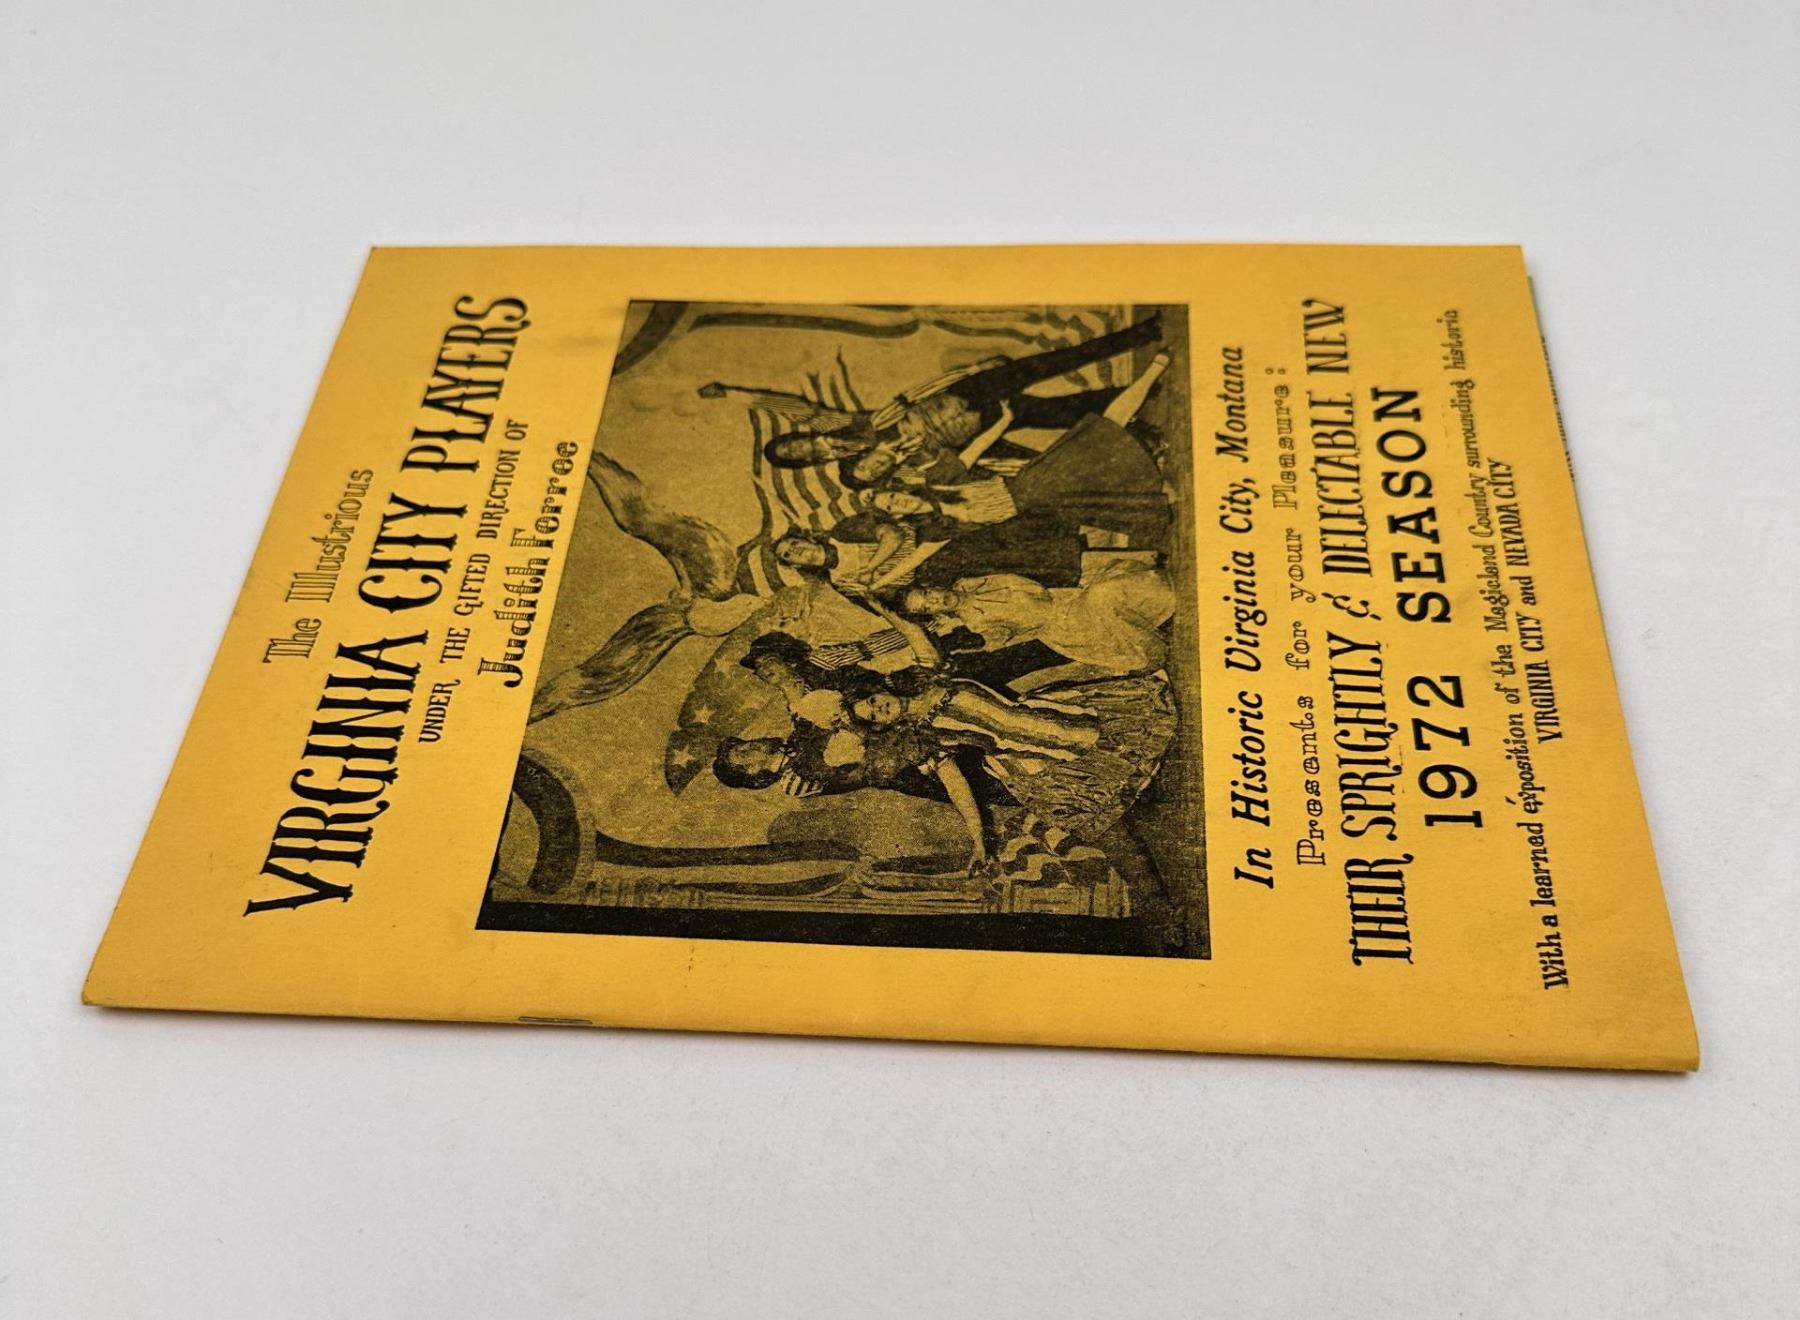 The Illustrious
VIRGINIA CITY PLAYERS
UNDER THE GIFTED DIRECTION OF
Judith Ferree
In Historic Virginia City, Montana
Presents for your Pleasure:
THEIR SPRIGHTLY & DELECTABLE NEW
1972 SEASON
With a learned éxposition of the Magicland Country surrounding historic
VIRGINIA CITY and NEVADA CITY